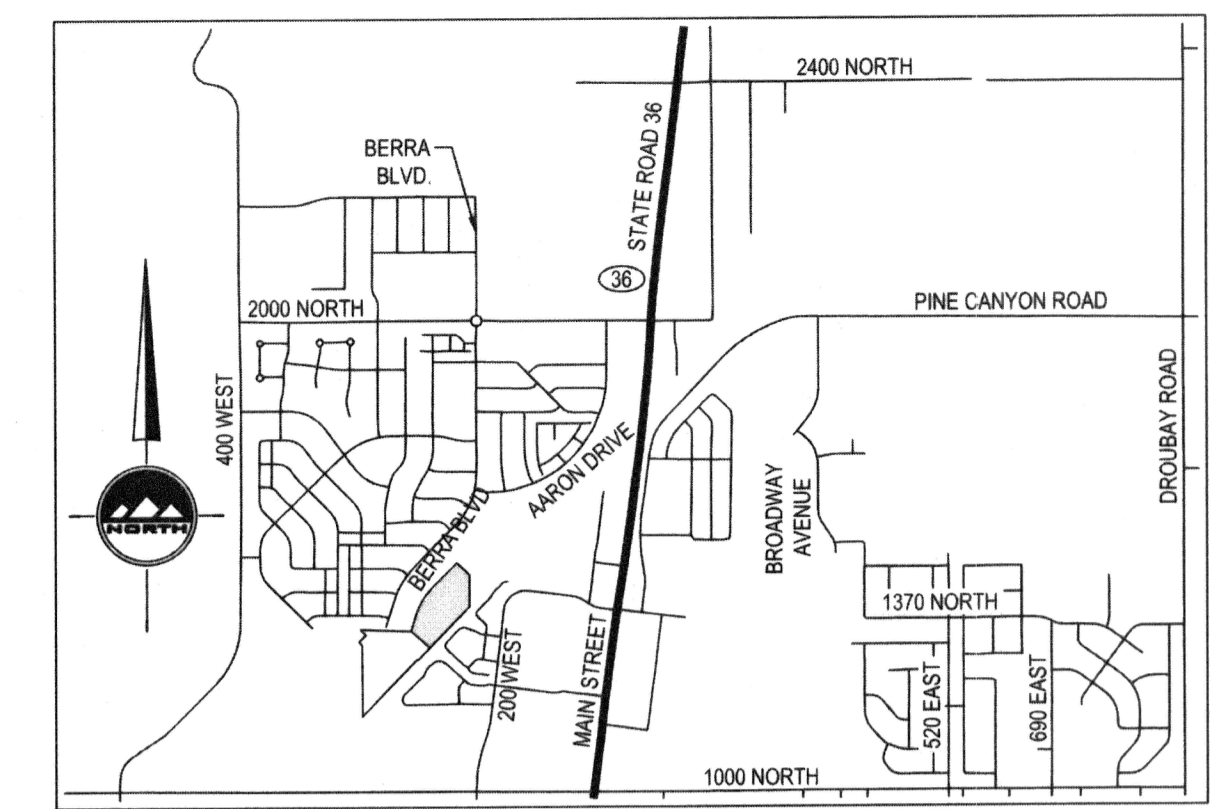 2400 NORTH
BERRA
BLVD.
STATE ROAD 36
36
2000 NORTH
PINE CANYON ROAD
400 WEST
DROUBAY ROAD
AARON DRIVE
BROADWAY
AVENUE
NORTH
BERRA BLVD
1370 NORTH
200 WEST
MAIN STREET
520 EAST
690 EAST
1000 NORTH